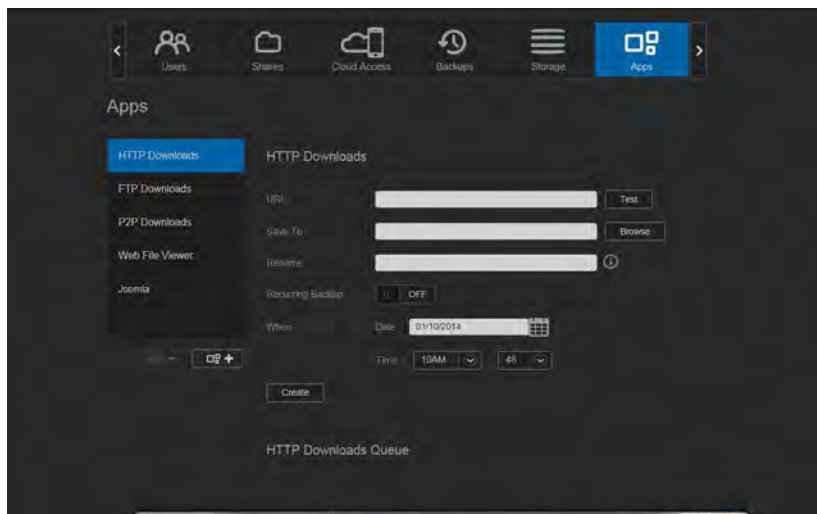 Users Shares Cloud Access Backups Storage Apps
Apps
HTTP Downloads
FTP Downloads
P2P Downloads
Web File Viewer
Joomla
HTTP Downloads
URL Test
Save To Browse
Rename
Recurring Backup OFF
When Date 01/10/2014
Time 10AM 48
Create
HTTP Downloads Queue